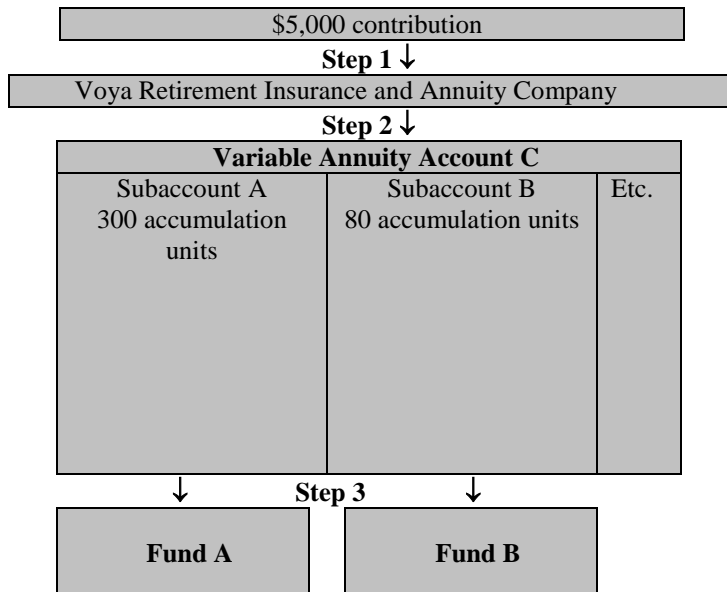 $5,000 contribution
Step 1 ↓
Voya Retirement Insurance and Annuity Company
Step 2 ↓
Variable Annuity Account C
Subaccount A
300 accumulation
units
Subaccount B
80 accumulation units
Etc.
↓ Step 3 ↓
Fund A
Fund B